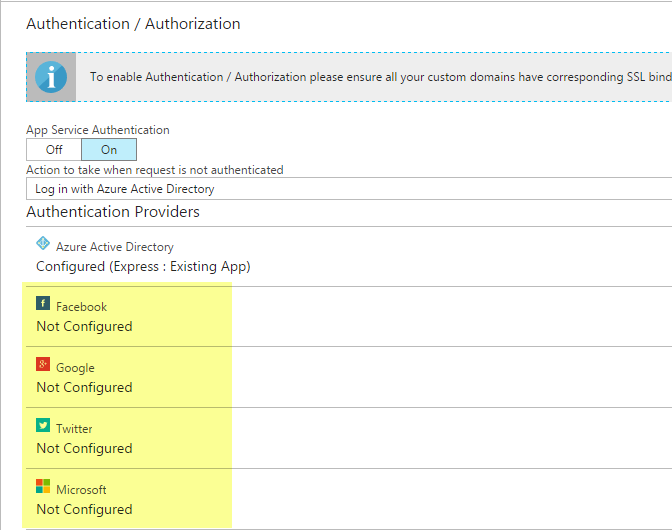 Authentication / Authorization
To enable Authentication / Authorization please ensure all your custom domains have corresponding SSL bind
App Service Authentication
Off On
Action to take when request is not authenticated
Log in with Azure Active Directory
Authentication Providers
Azure Active Directory
Configured (Express : Existing App)
Facebook
Not Configured
Google
Not Configured
Twitter
Not Configured
Microsoft
Not Configured